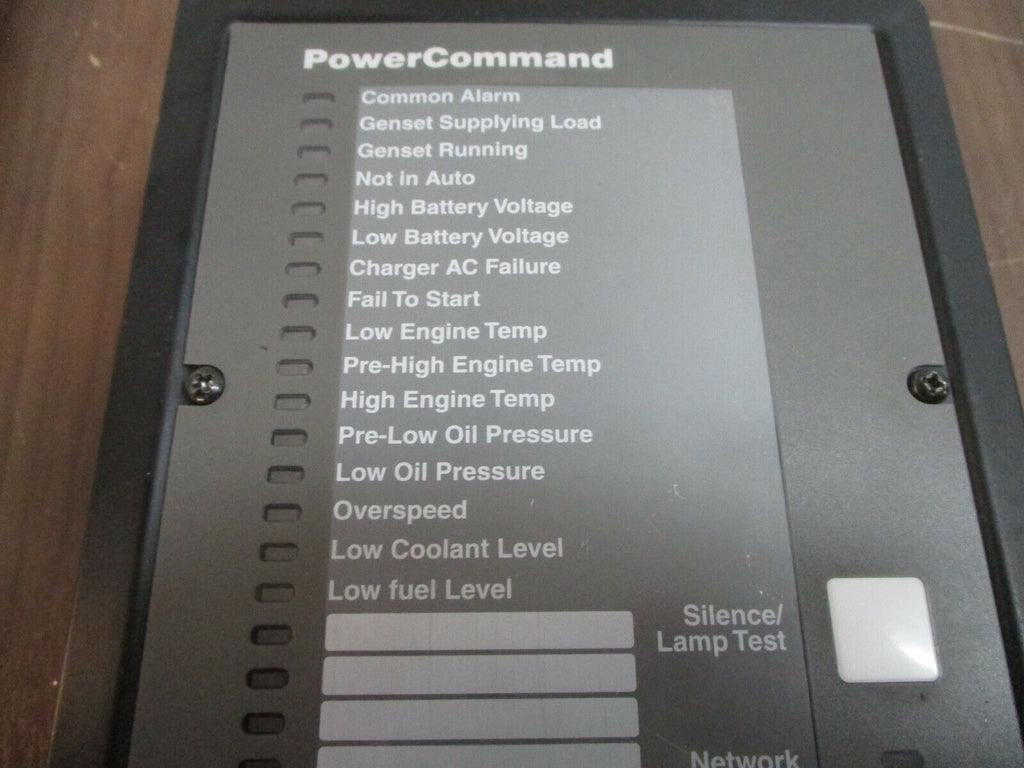 PowerCommand
Common Alarm
Genset Supplying Load
Genset Running
Not in Auto
High Battery Voltage
Low Battery Voltage
Charger AC Failure
Fail To Start
Low Engine Temp
Pre-High Engine Temp
High Engine Temp
Pre-Low Oil Pressure
Low Oil Pressure
Overspeed
Low Coolant Level
Low fuel Level
Silence/
Lamp Test
Network